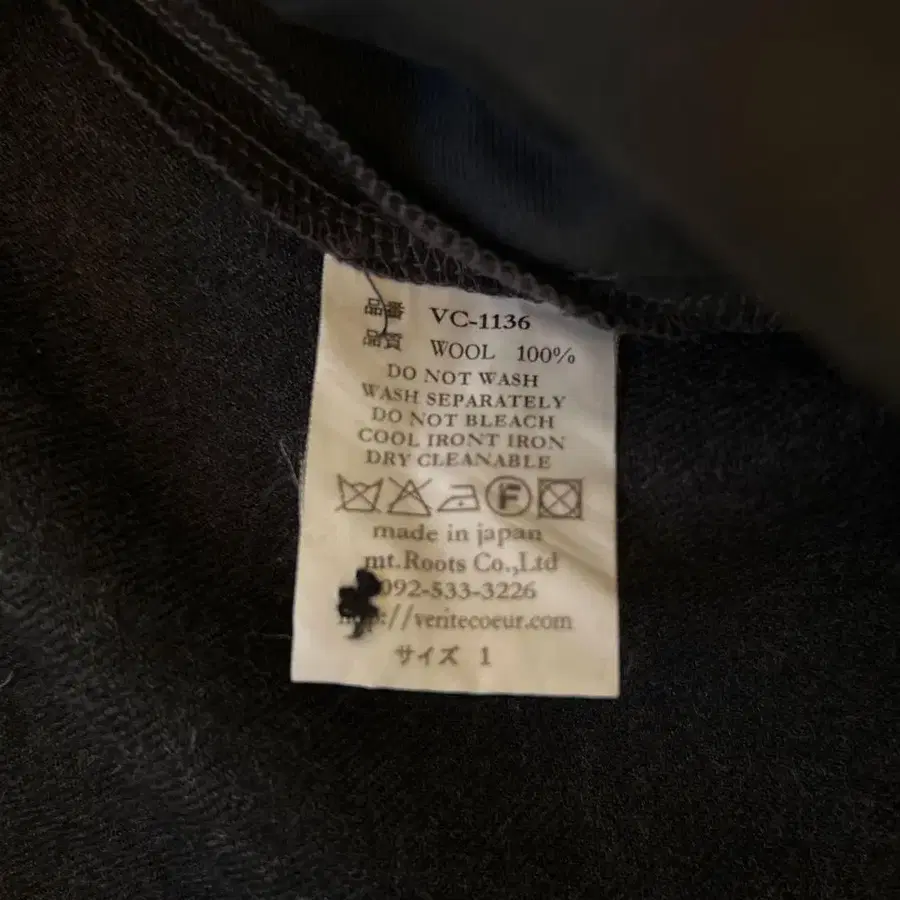 品番 VC-1136
品質 WOOL 100%
DO NOT WASH
WASH SEPARATELY
DO NOT BLEACH
COOL IRONT IRON
DRY CLEANABLE
F
made in japan
mt.Roots Co.,Ltd
092-533-3226
://veritecoeur.com
サイズ 1